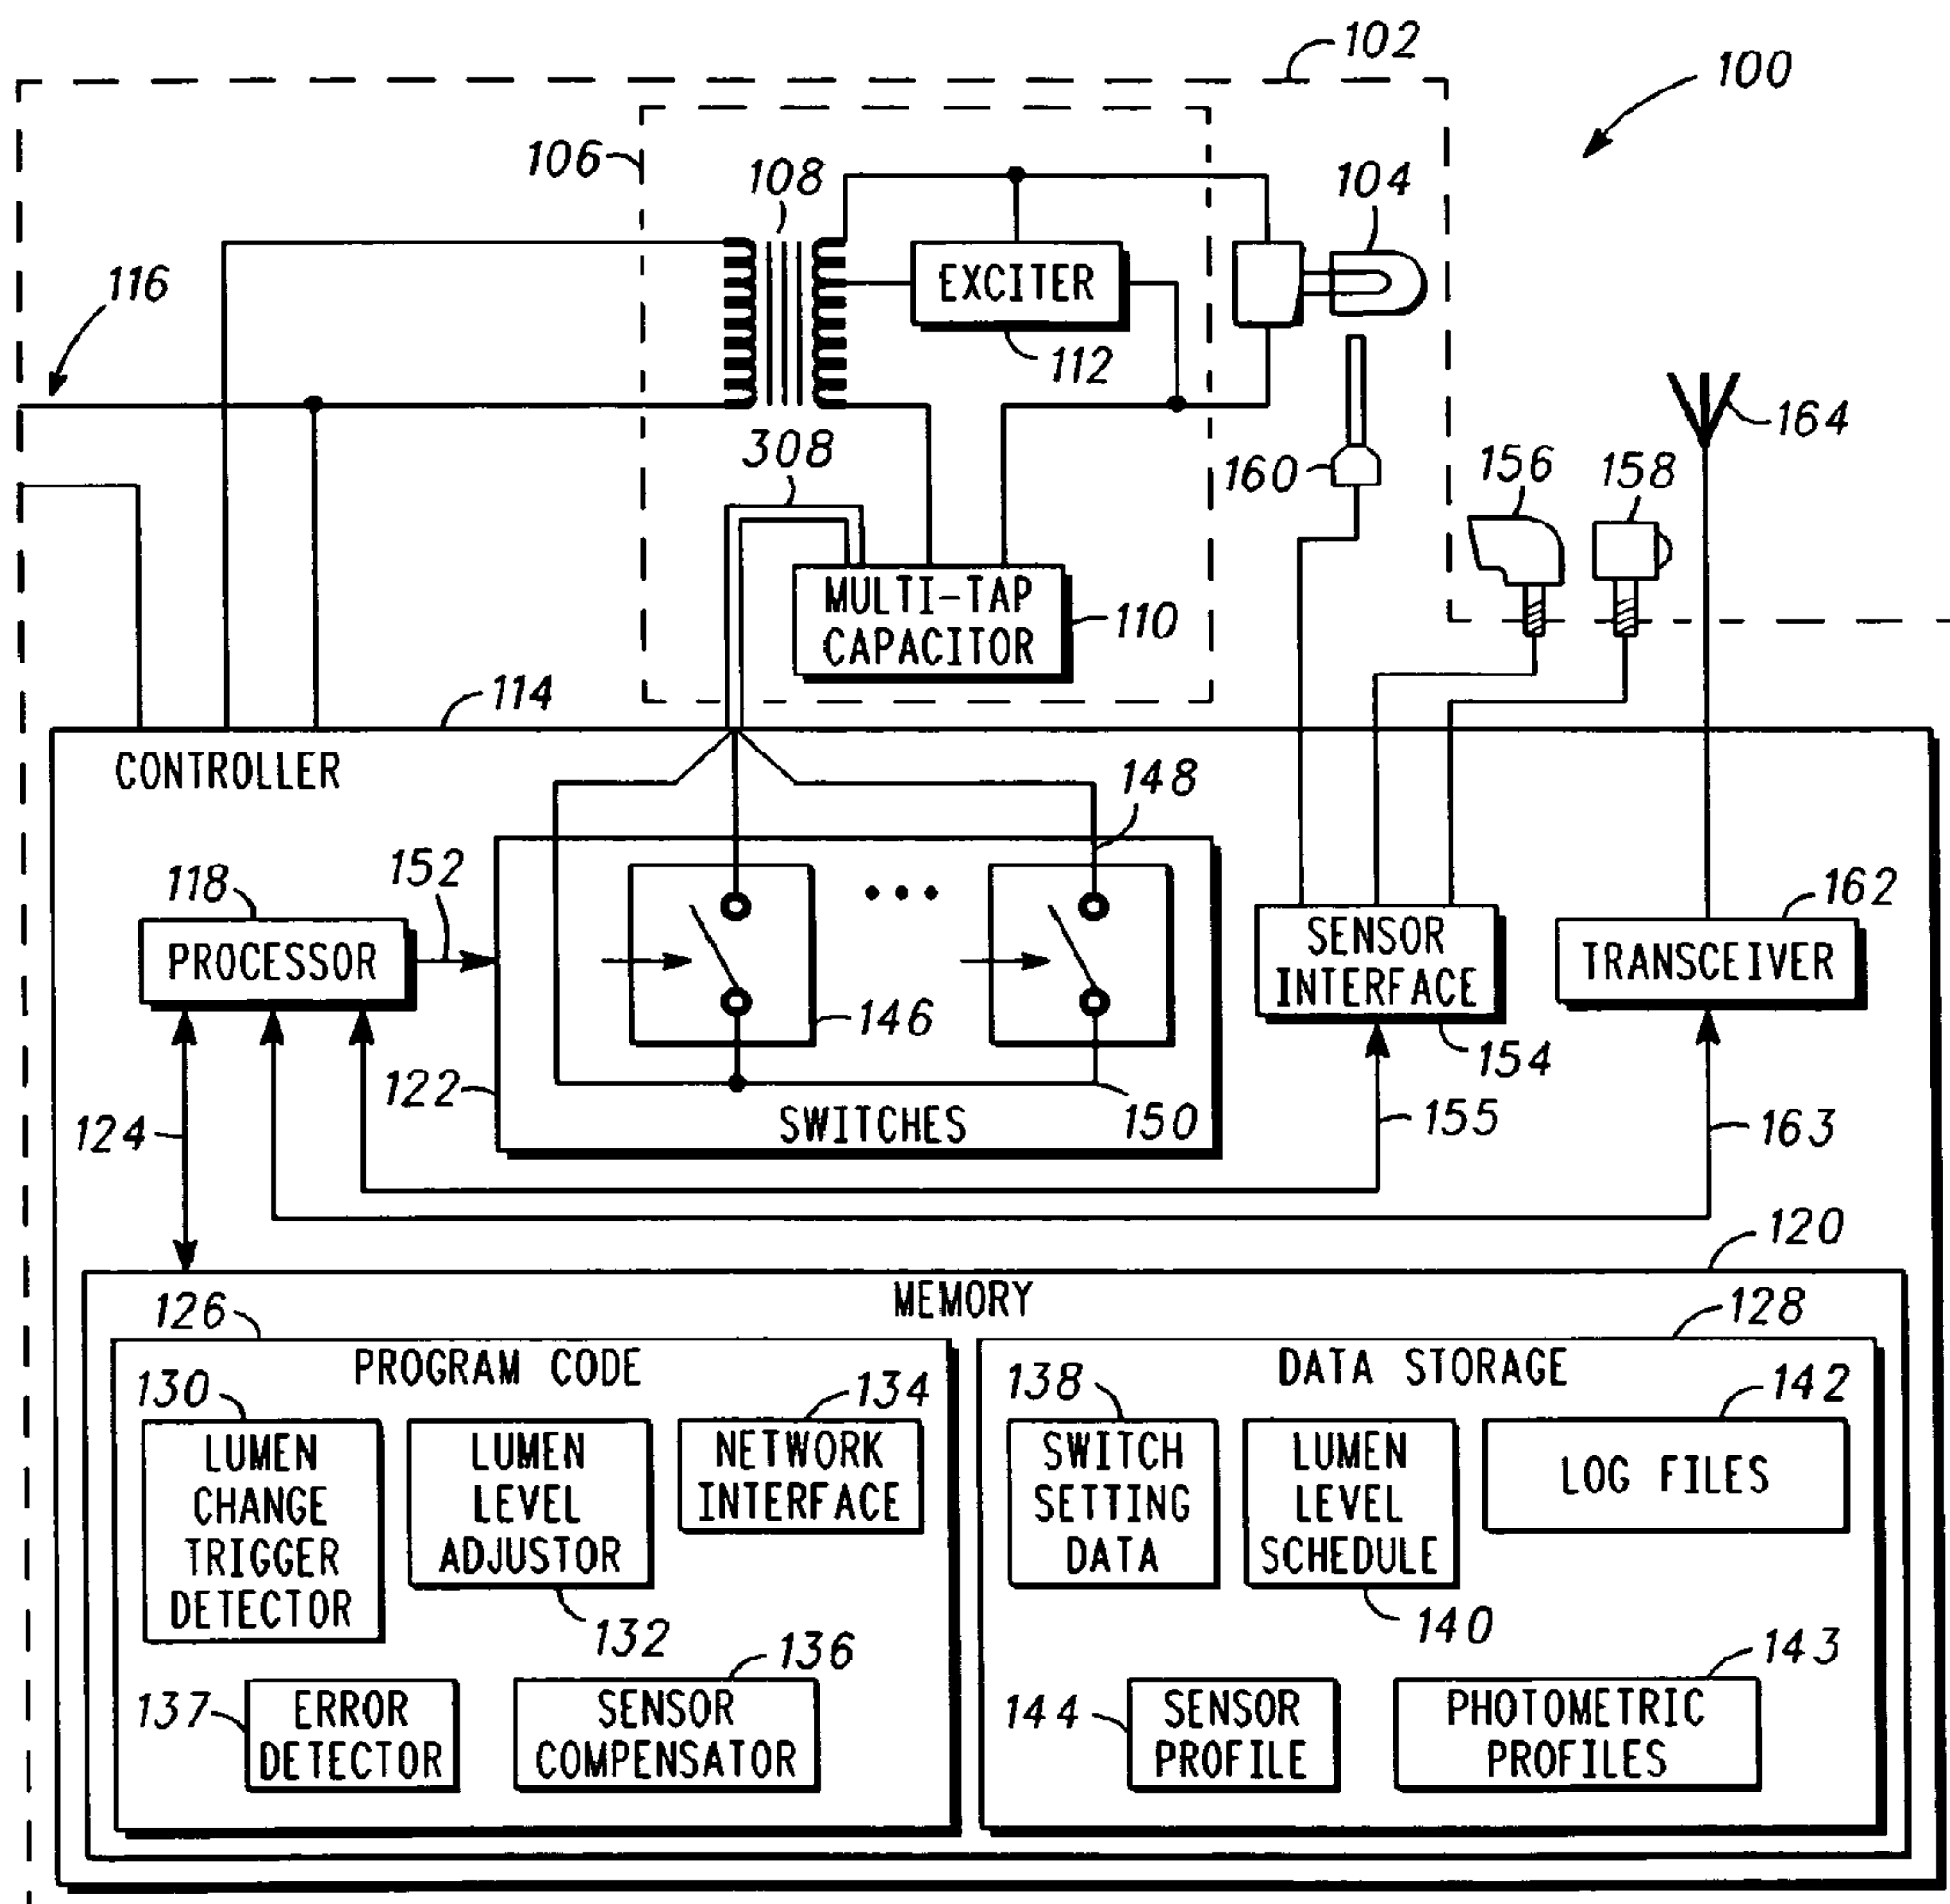 102
100
106
108
104
116
EXCITER
112
308
160
164
156
158
MULTI-TAP
CAPACITOR
110
114
CONTROLLER
148
118
152
162
PROCESSOR
SENSOR
INTERFACE
TRANSCEIVER
146
154
122
124
SWITCHES
150
155
163
120
MEMORY
126
128
PROGRAM CODE
DATA STORAGE
130
134
138
142
LUMEN
CHANGE
TRIGGER
DETECTOR
LUMEN
LEVEL
ADJUSTOR
NETWORK
INTERFACE
SWITCH
SETTING
DATA
LUMEN
LEVEL
SCHEDULE
LOG FILES
132
140
136
143
137
ERROR
DETECTOR
SENSOR
COMPENSATOR
144
SENSOR
PROFILE
PHOTOMETRIC
PROFILES